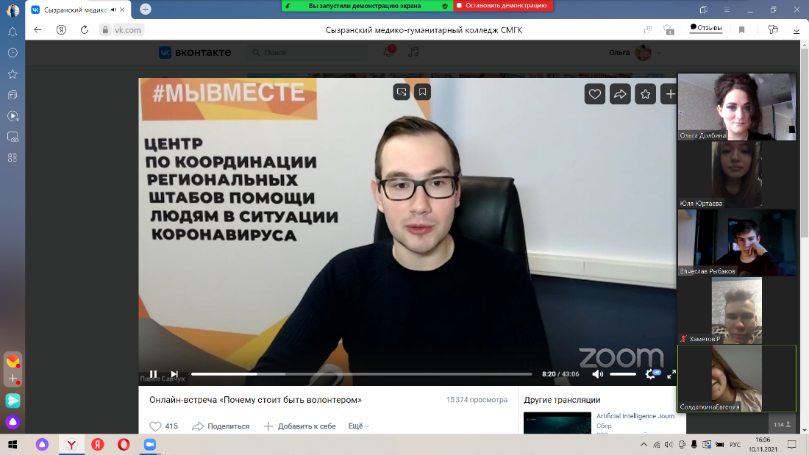 Сызранский медико-
Вы запустили демонстрацию экрана
Остановить демонстрацию
vk.com
Сызранский медико-гуманитарный колледж СМГК
Отзывы
вконтакте
Поиск
Ольга
#МЫВМЕСТЕ
ЦЕНТР
ПО КООРДИНАЦИИ
РЕГИОНАЛЬНЫХ
ШТАБОВ ПОМОЩИ
ЛЮДЯМ В СИТУАЦИИ
КОРОНАВИРУСА
zoom
Павел Савчук
8:20 / 43:06
Ольга Долбина
Юля Юртаева
Вячеслав Рыбаков
Хаметов Р
СолдаткинаЕвгения
Онлайн-встреча «Почему стоит быть волонтером»
15 374 просмотра
415
Поделиться
Добавить к себе
Ещё
Другие трансляции
Artificial Intelligence Journ
Сбер
114
РУС
16:06
10.11.2021